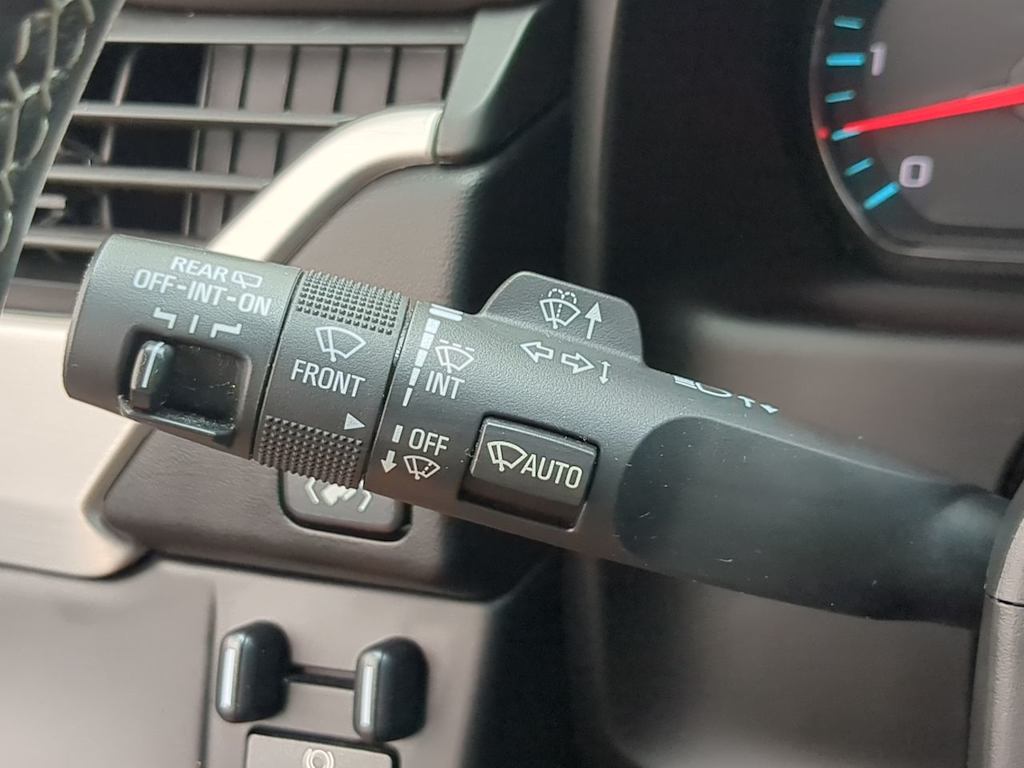 1
0
REAR
OFF-INT-ON
FRONT
INT
OFF
AUTO